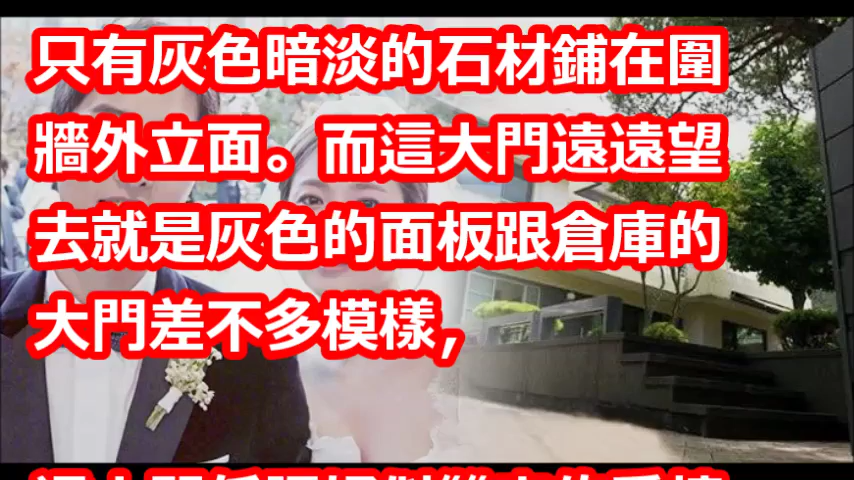 只有灰色暗淡的石材鋪在圍
牆外立面。而這大門遠遠望
去就是灰色的面板跟倉庫的
大門差不多模樣，